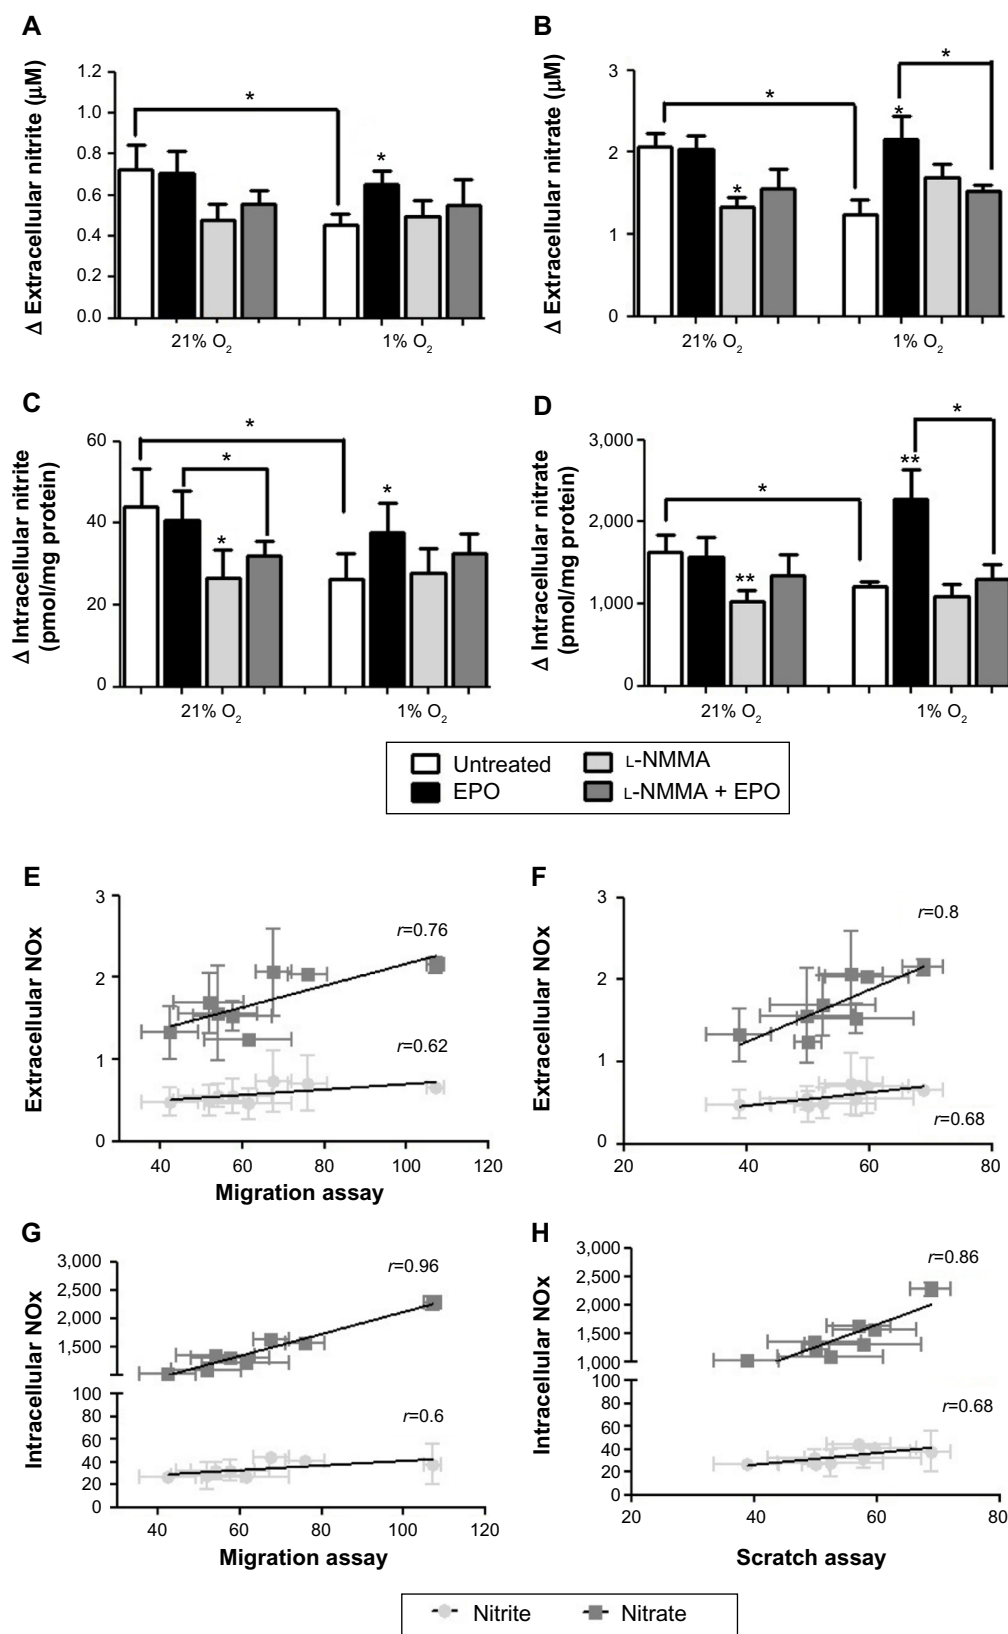 A
Δ Extracellular nitrite (µM)
1.2
1.0
0.8
0.6
0.4
0.2
0.0
*
*
21% O₂
1% O₂
B
Δ Extracellular nitrate (µM)
3
2
1
0
*
*
*
*
21% O₂
1% O₂
C
Δ Intracellular nitrite
(pmol/mg protein)
60
40
20
0
*
*
*
*
21% O₂
1% O₂
D
Δ Intracellular nitrate
(pmol/mg protein)
3,000
2,000
1,000
0
*
**
**
*
21% O₂
1% O₂
Untreated
L-NMMA
EPO
L-NMMA + EPO
E
Extracellular NOx
3
2
1
0
r=0.76
r=0.62
40 60 80 100 120
Migration assay
F
Extracellular NOx
3
2
1
0
r=0.8
r=0.68
20 40 60 80
G
Intracellular NOx
3,000
2,500
2,000
1,500
100
80
60
40
20
0
r=0.96
r=0.6
40 60 80 100 120
Migration assay
H
Intracellular NOx
3,000
2,500
2,000
1,500
1,000
100
80
60
40
20
0
r=0.86
r=0.68
20 40 60 80
Scratch assay
Nitrite Nitrate